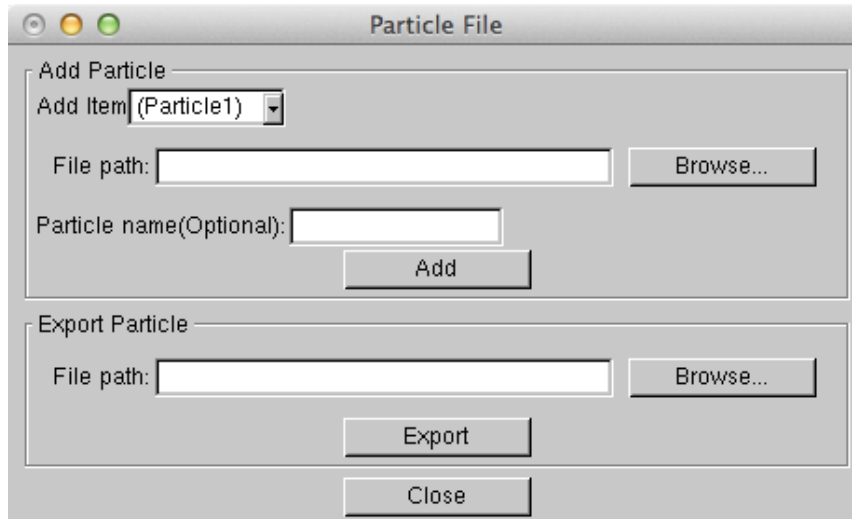 Particle File
Add Particle
Add Item (Particle1)
File path: Browse...
Particle name(Optional):
Add
Export Particle
File path: Browse...
Export
Close